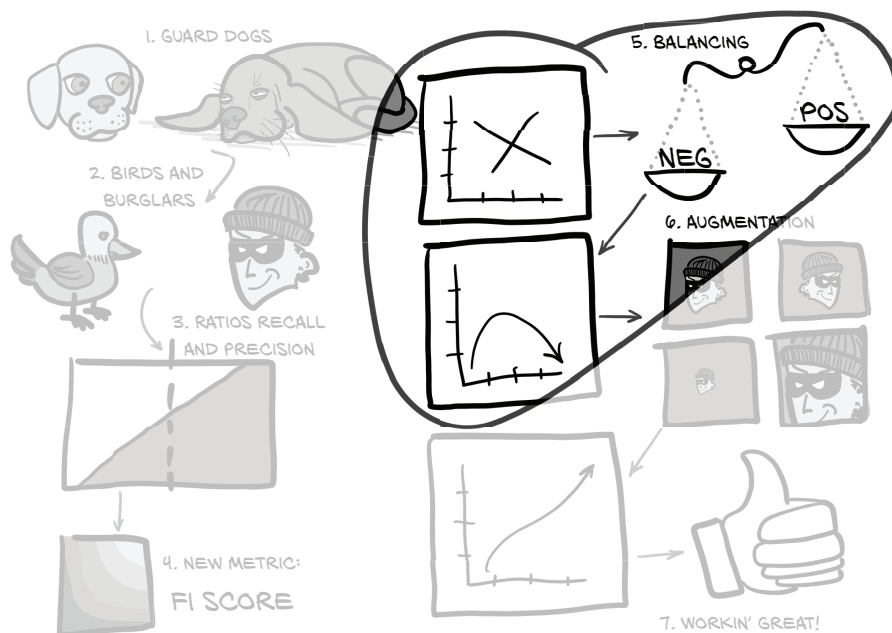 1. GUARD DOGS
2. BIRDS AND
BURGLARS
3. RATIOS RECALL
AND PRECISION
4. NEW METRIC:
F1 SCORE
5. BALANCING
POS
NEG
6. AUGMENTATION
7. WORKIN' GREAT!